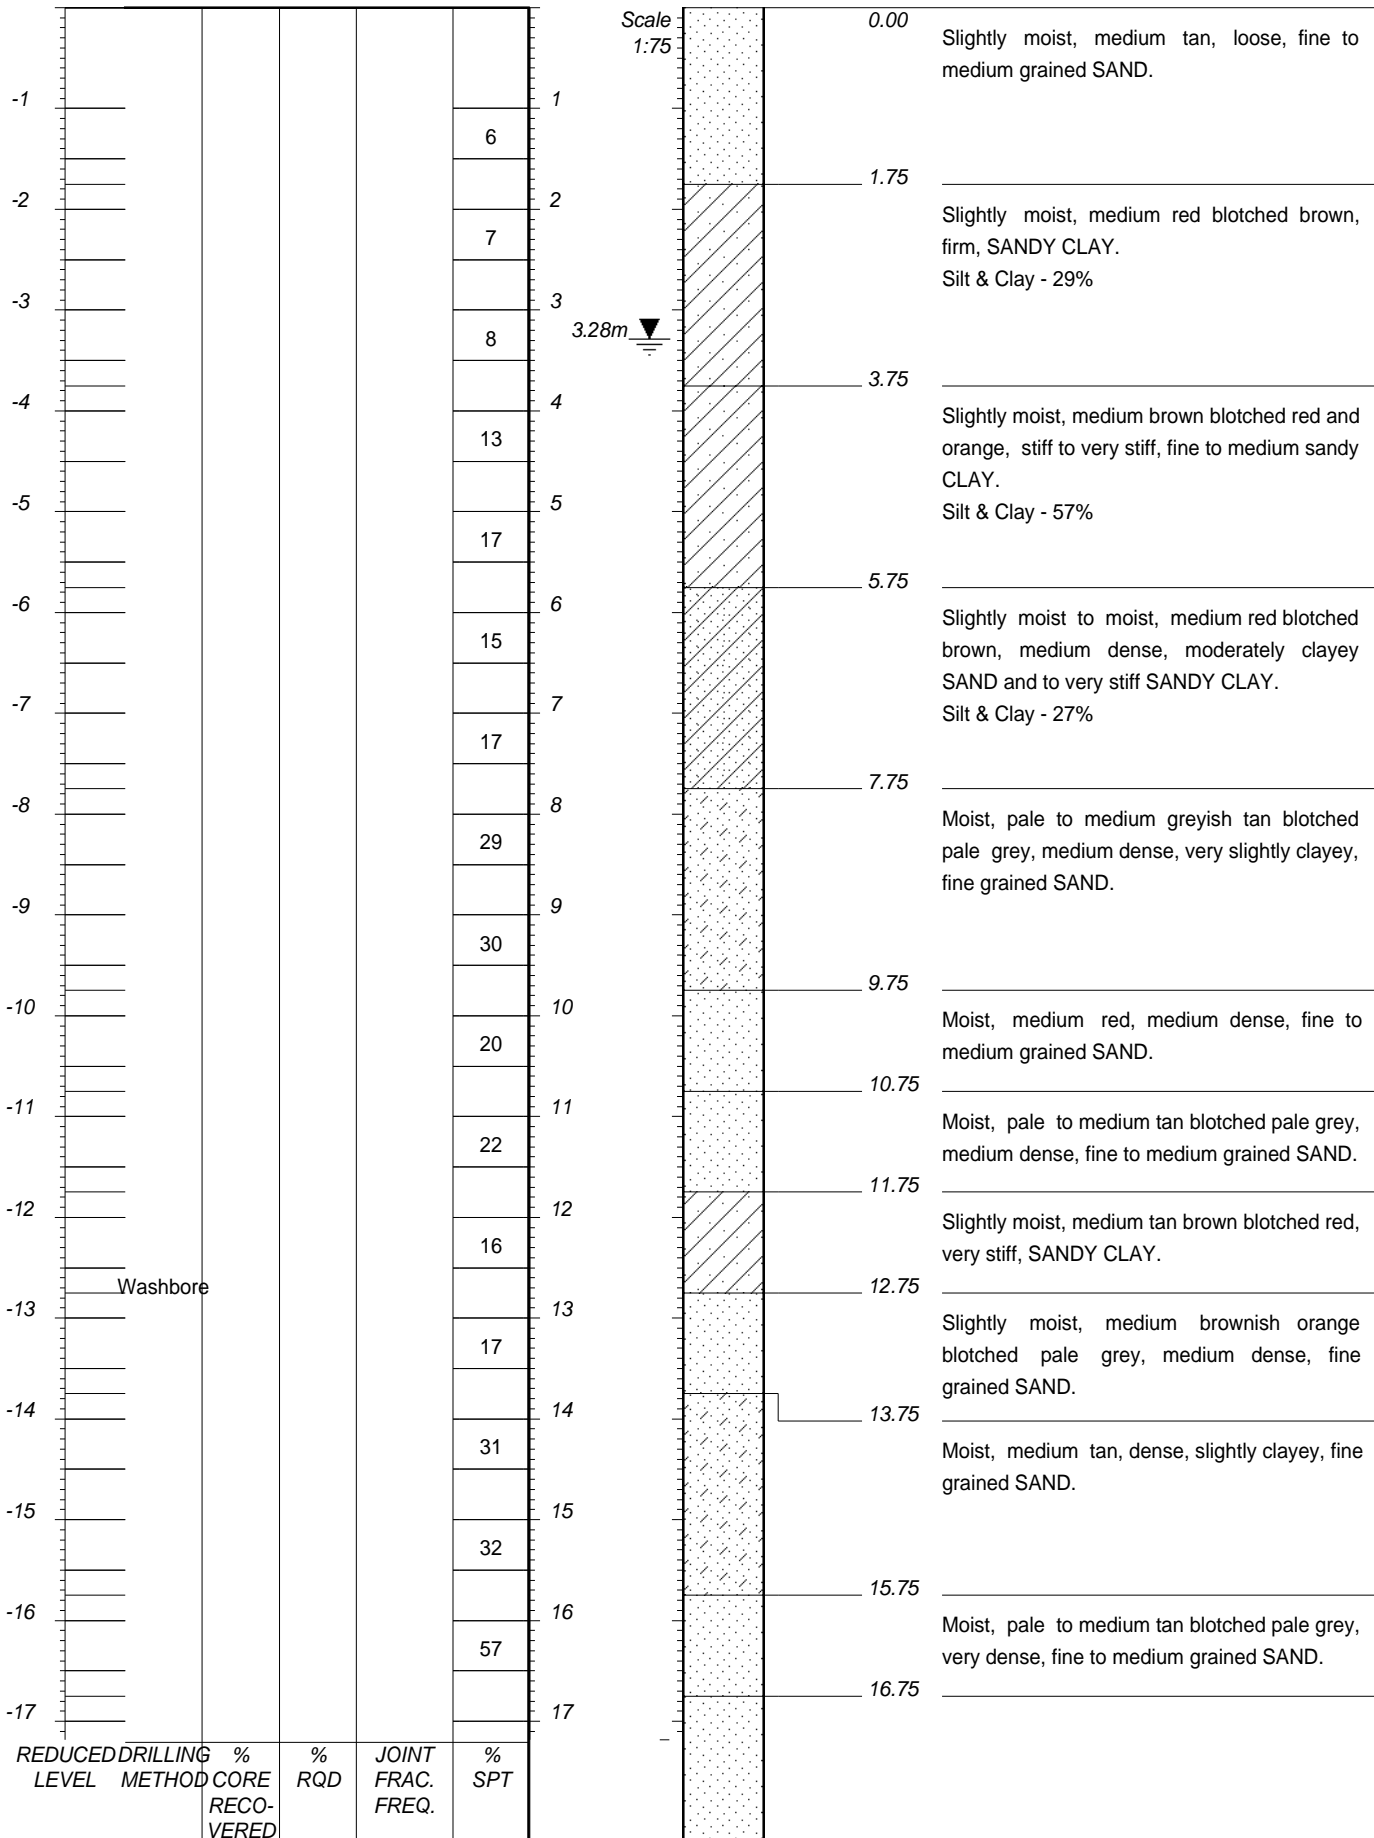 Scale
1:75
0.00
Slightly moist, medium tan, loose, fine to
medium grained SAND.
-1
1
6
1.75
-2
2
Slightly moist, medium red blotched brown,
firm, SANDY CLAY.
Silt & Clay - 29%
7
-3
3
3.28m
8
3.75
-4
4
Slightly moist, medium brown blotched red and
orange, stiff to very stiff, fine to medium sandy
CLAY.
Silt & Clay - 57%
13
-5
5
17
5.75
-6
6
Slightly moist to moist, medium red blotched
brown, medium dense, moderately clayey
SAND and to very stiff SANDY CLAY.
Silt & Clay - 27%
15
-7
7
17
7.75
-8
8
Moist, pale to medium greyish tan blotched
pale grey, medium dense, very slightly clayey,
fine grained SAND.
29
-9
9
30
9.75
-10
10
Moist, medium red, medium dense, fine to
medium grained SAND.
20
10.75
-11
11
Moist, pale to medium tan blotched pale grey,
medium dense, fine to medium grained SAND.
22
11.75
-12
12
Slightly moist, medium tan brown blotched red,
very stiff, SANDY CLAY.
16
Washbore
12.75
-13
13
Slightly moist, medium brownish orange
blotched pale grey, medium dense, fine
grained SAND.
17
13.75
-14
14
Moist, medium tan, dense, slightly clayey, fine
grained SAND.
31
-15
15
32
15.75
-16
16
Moist, pale to medium tan blotched pale grey,
very dense, fine to medium grained SAND.
57
16.75
-17
17
REDUCED
LEVEL
DRILLING
METHOD
%
CORE
RECO-
VERED
%
RQD
JOINT
FRAC.
FREQ.
%
SPT